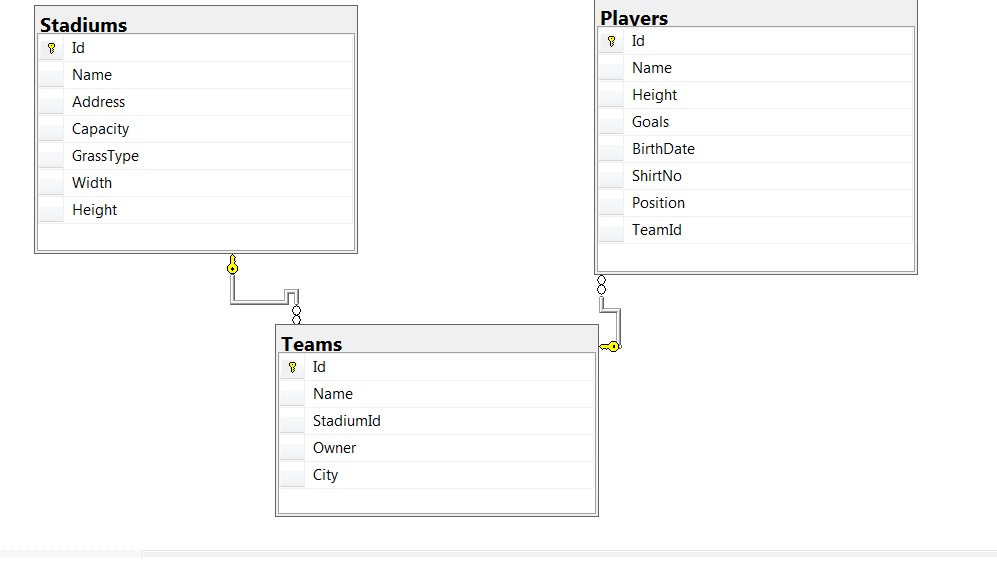 Stadiums
Id
Name
Address
Capacity
GrassType
Width
Height
Players
Id
Name
Height
Goals
BirthDate
ShirtNo
Position
TeamId
Teams
Id
Name
StadiumId
Owner
City